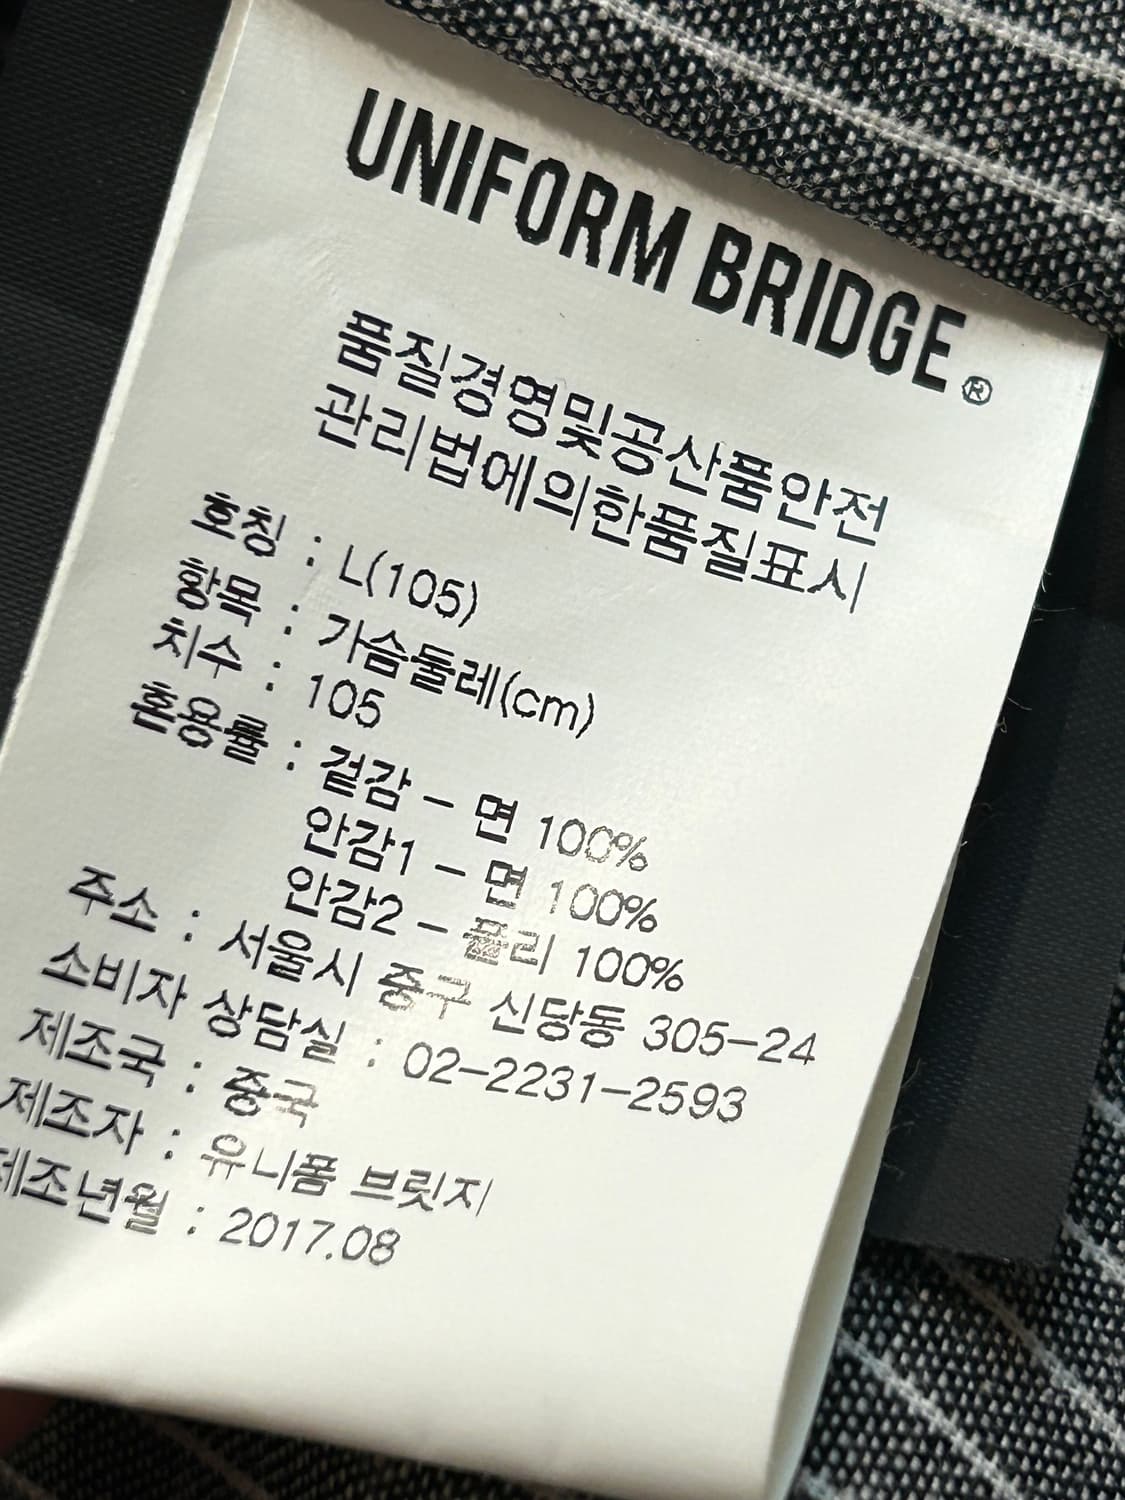 UNIFORM BRIDGE®
품질경영및공산품안전
관리법에의한품질표시
호칭 : L(105)
항목 : 가슴둘레(cm)
치수 : 105
혼용률 : 겉감 - 면 100%
안감1 - 면 100%
안감2 - 폴리 100%
주소 : 서울시 중구 신당동 305-24
소비자 상담실 : 02-2231-2593
제조국 : 중국
제조자 : 유니폼 브릿지
제조년월 : 2017.08